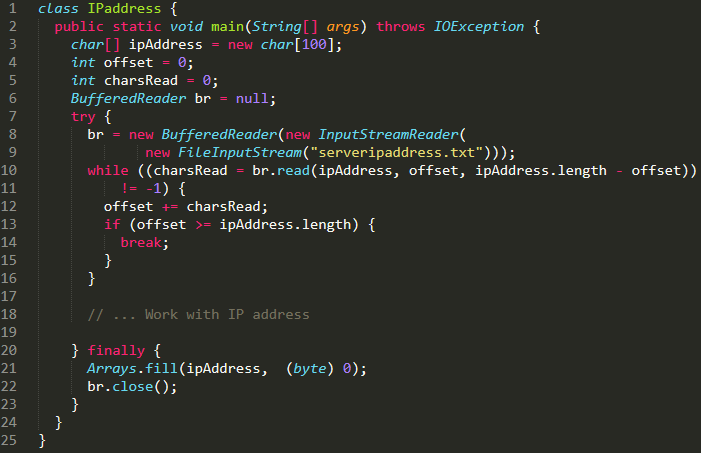 1 class IPaddress {
2 public static void main(String[] args) throws IOException {
3 char[] ipAddress = new char[100];
4 int offset = 0;
5 int charsRead = 0;
6 BufferedReader br = null;
7 try {
8 br = new BufferedReader(new InputStreamReader(
9 new FileInputStream("serveripaddress.txt")));
10 while ((charsRead = br.read(ipAddress, offset, ipAddress.length - offset))
11 != -1) {
12 offset += charsRead;
13 if (offset >= ipAddress.length) {
14 break;
15 }
16 }
17
18 // ... Work with IP address
19
20 } finally {
21 Arrays.fill(ipAddress, (byte) 0);
22 br.close();
23 }
24 }
25 }